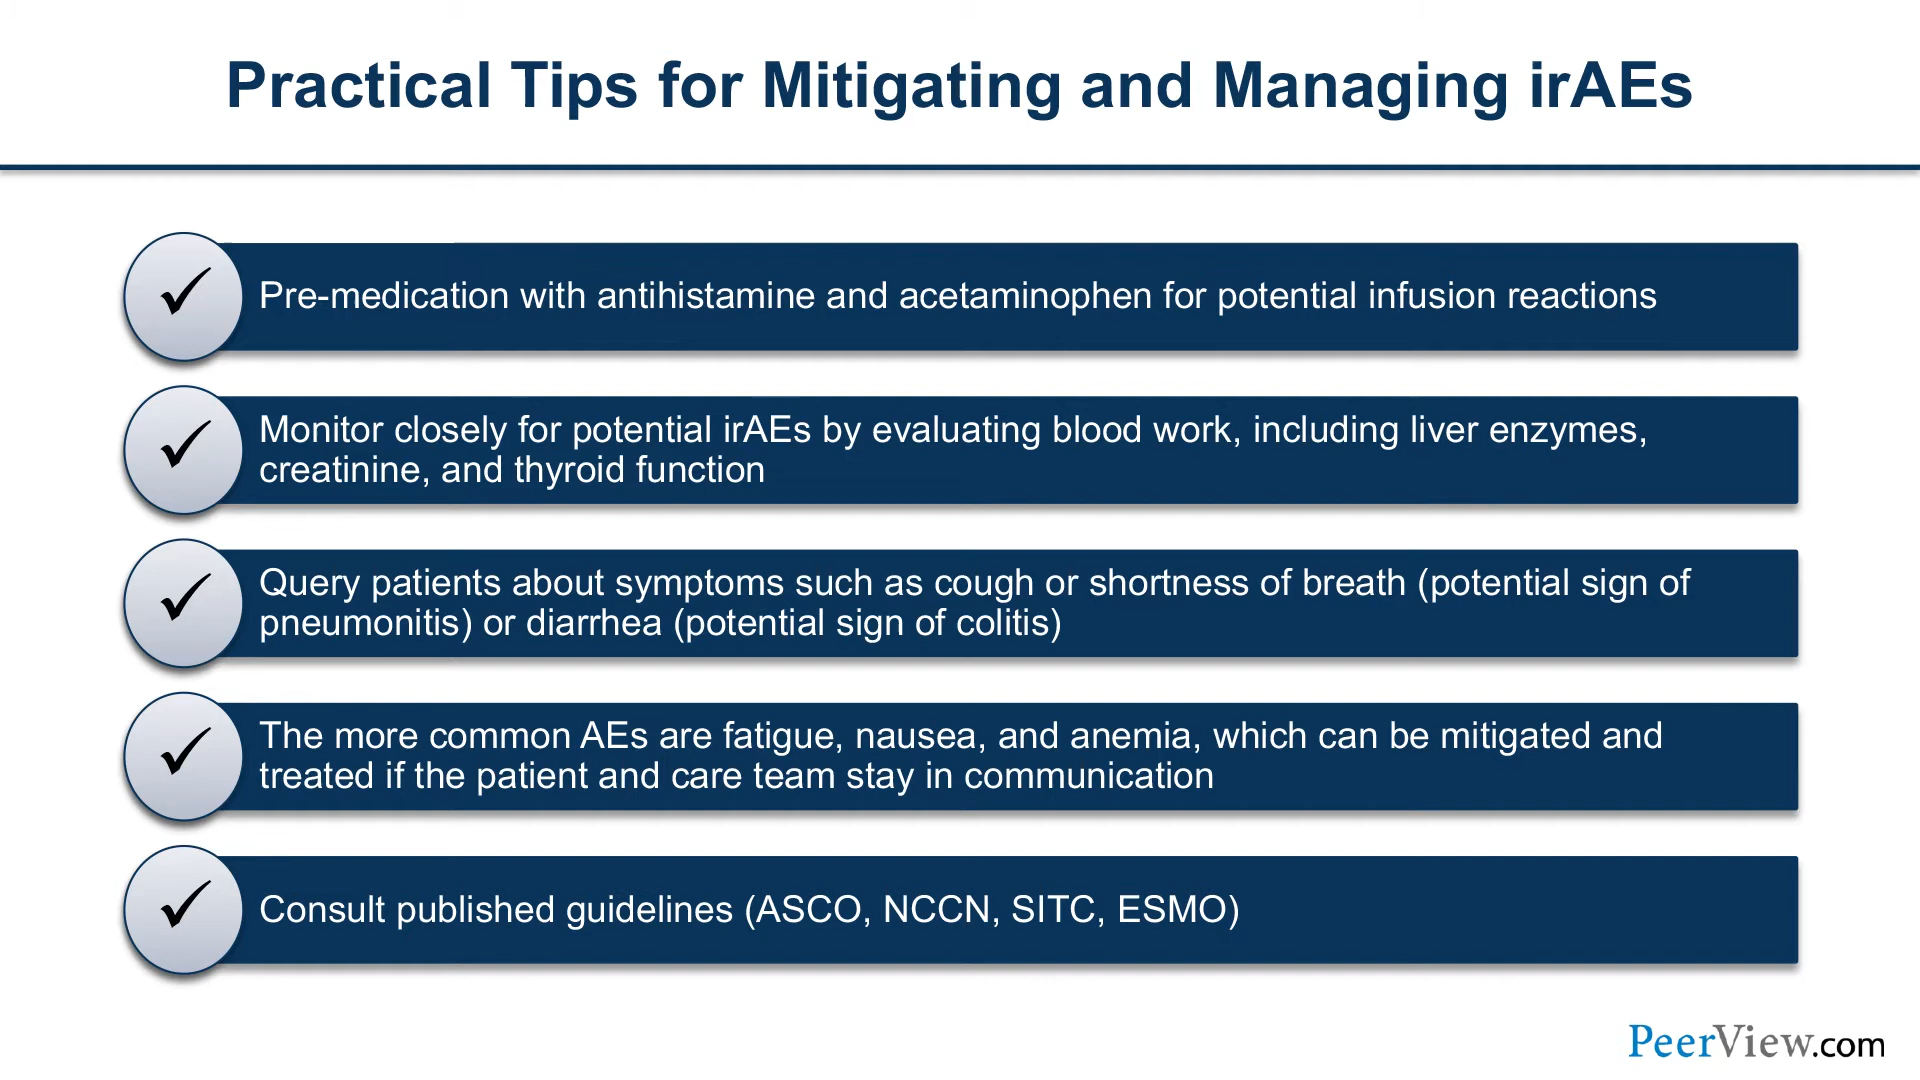 Practical Tips for Mitigating and Managing irAEs
Pre-medication with antihistamine and acetaminophen for potential infusion reactions
Monitor closely for potential irAEs by evaluating blood work, including liver enzymes,
creatinine, and thyroid function
Query patients about symptoms such as cough or shortness of breath (potential sign of
pneumonitis) or diarrhea (potential sign of colitis)
The more common AEs are fatigue, nausea, and anemia, which can be mitigated and
treated if the patient and care team stay in communication
Consult published guidelines (ASCO, NCCN, SITC, ESMO)
PeerView.com